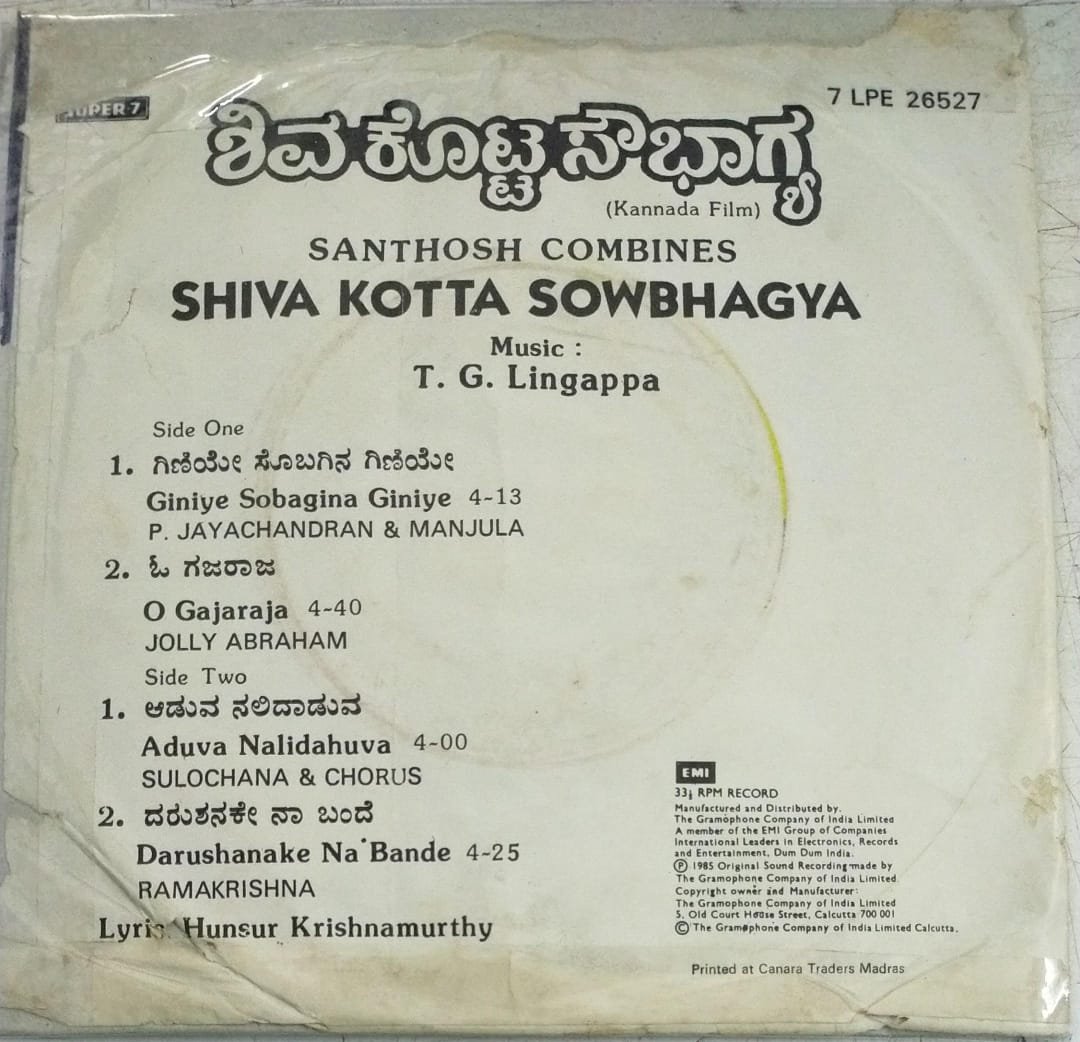 SUPER-7
7 LPE 26527
ಶಿವ ಕೊಟ್ಟ ಸೌಭಾಗ್ಯ
(Kannada Film)
SANTHOSH COMBINES
SHIVA KOTTA SOWBHAGYA
Music :
T. G. Lingappa
Side One
1. ಗಿಣಿಯೇ ಸೊಬಗಿನ ಗಿಣಿಯೇ
Giniye Sobagina Giniye 4-13
P. JAYACHANDRAN & MANJULA
2. ಓ ಗಜರಾಜ
O Gajaraja 4-40
JOLLY ABRAHAM
Side Two
1. ಆಡುವ ನಲಿದಾಡುವ
Aduva Nalidahuva 4-00
SULOCHANA & CHORUS
2. ದರುಶನಕೇ ನಾ ಬಂದೆ
Darushanake Na Bande 4-25
RAMAKRISHNA
Lyric: Hunsur Krishnamurthy
EMI
33⅓ RPM RECORD
Manufactured and Distributed by.
The Gramophone Company of India Limited
A member of the EMI Group of Companies
International Leaders in Electronics, Records
and Entertainment, Dum Dum India.
Ⓟ 1985 Original Sound Recording made by
The Gramophone Company of India Limited
Copyright owner and Manufacturer:
The Gramophone Company of India Limited
5, Old Court House Street, Calcutta 700 001
© The Gramophone Company of India Limited Calcutta.
Printed at Canara Traders Madras